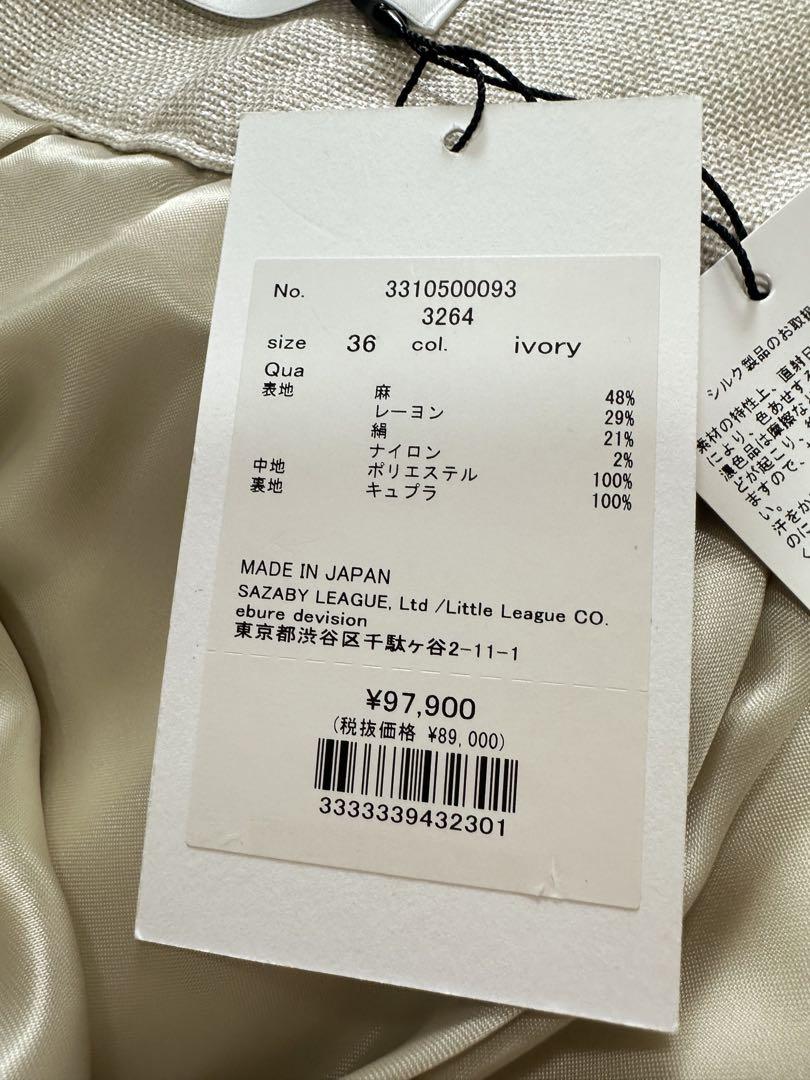 No. 3310500093
3264
size 36 col. ivory
Qua
表地 麻 48%
レーヨン 29%
絹 21%
ナイロン 2%
中地 ポリエステル 100%
裏地 キュプラ 100%
MADE IN JAPAN
SAZABY LEAGUE, Ltd /Little League CO.
ebure devision
東京都渋谷区千駄ヶ谷2-11-1
¥97,900
(税抜価格 ¥89,000)
3333339432301
シルク製品のお取扱
素材の特性上、直射日
により、色あせする
濃色品は摩擦など
どが起こり、
ますので、
い。
汗をか
のに